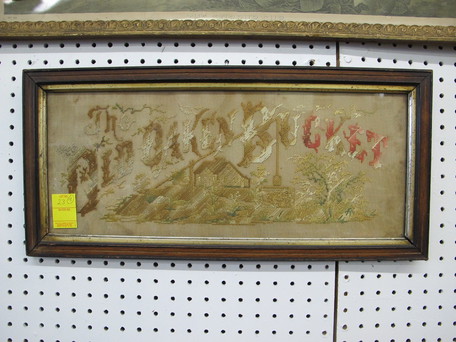 The
Old Oaken Bucket